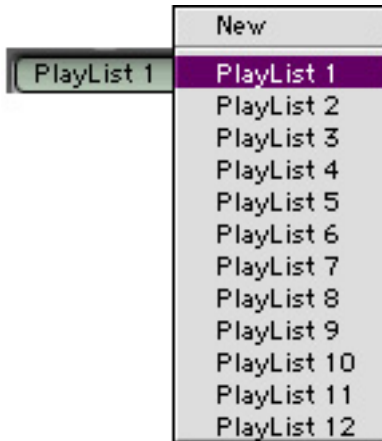 New
PlayList 1
PlayList 1
PlayList 2
PlayList 3
PlayList 4
PlayList 5
PlayList 6
PlayList 7
PlayList 8
PlayList 9
PlayList 10
PlayList 11
PlayList 12